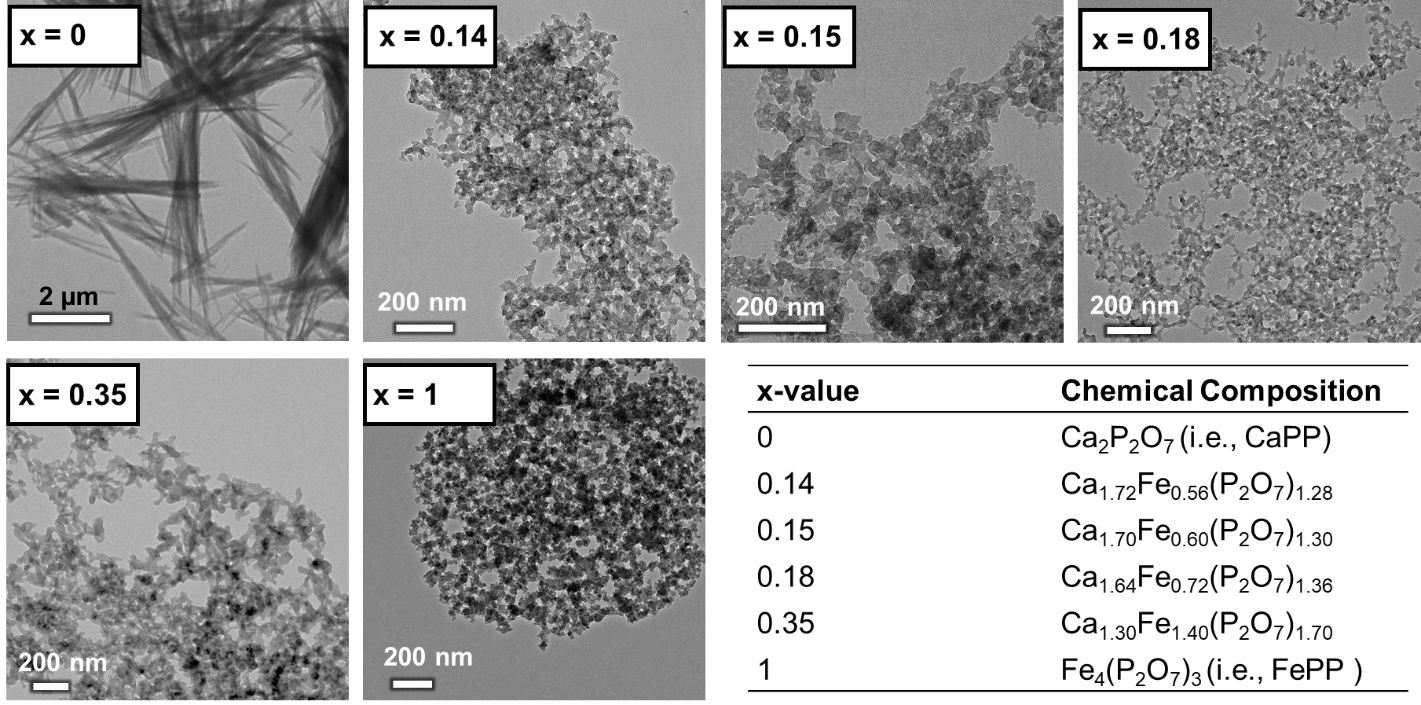 x = 0
x = 0.14
x = 0.15
x = 0.18
2 µm
200 nm
200 nm
200 nm
x = 0.35
x = 1
200 nm
200 nm
x-value Chemical Composition
0 Ca₂P₂O₇ (i.e., CaPP)
0.14 Ca₁.₇₂Fe₀.₅₆(P₂O₇)₁.₂₈
0.15 Ca₁.₇₀Fe₀.₆₀(P₂O₇)₁.₃₀
0.18 Ca₁.₆₄Fe₀.₇₂(P₂O₇)₁.₃₆
0.35 Ca₁.₃₀Fe₁.₄₀(P₂O₇)₁.₇₀
1 Fe₄(P₂O₇)₃ (i.e., FePP )